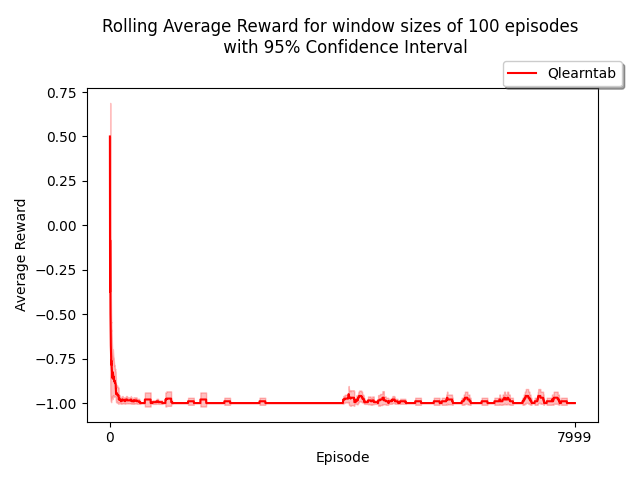 Rolling Average Reward for window sizes of 100 episodes
with 95% Confidence Interval
Qlearntab
0.75
0.50
0.25
0.00
−0.25
−0.50
−0.75
−1.00
Average Reward
0
7999
Episode